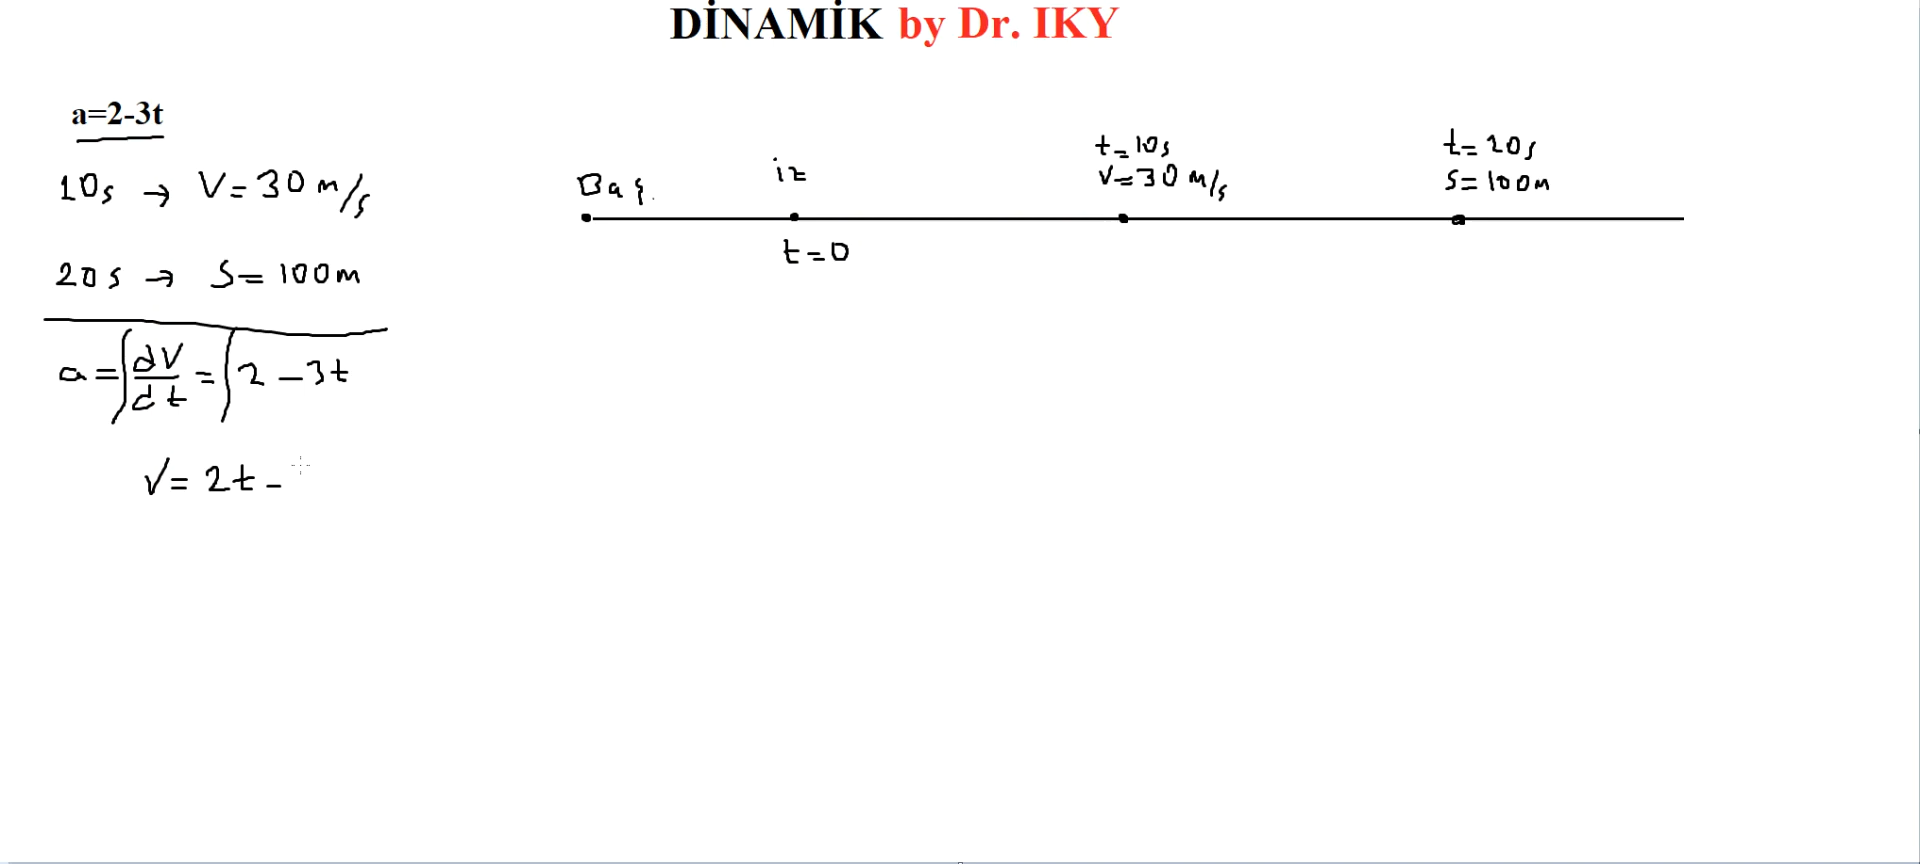 DİNAMİK by Dr. IKY
a=2-3t
10s → V=30 m/s
20s → S=100m
a=∫dV/dt=∫2-3t
V=2t-
Baş.
t=0
t=10s
V=30 m/s
t=20s
S=100m